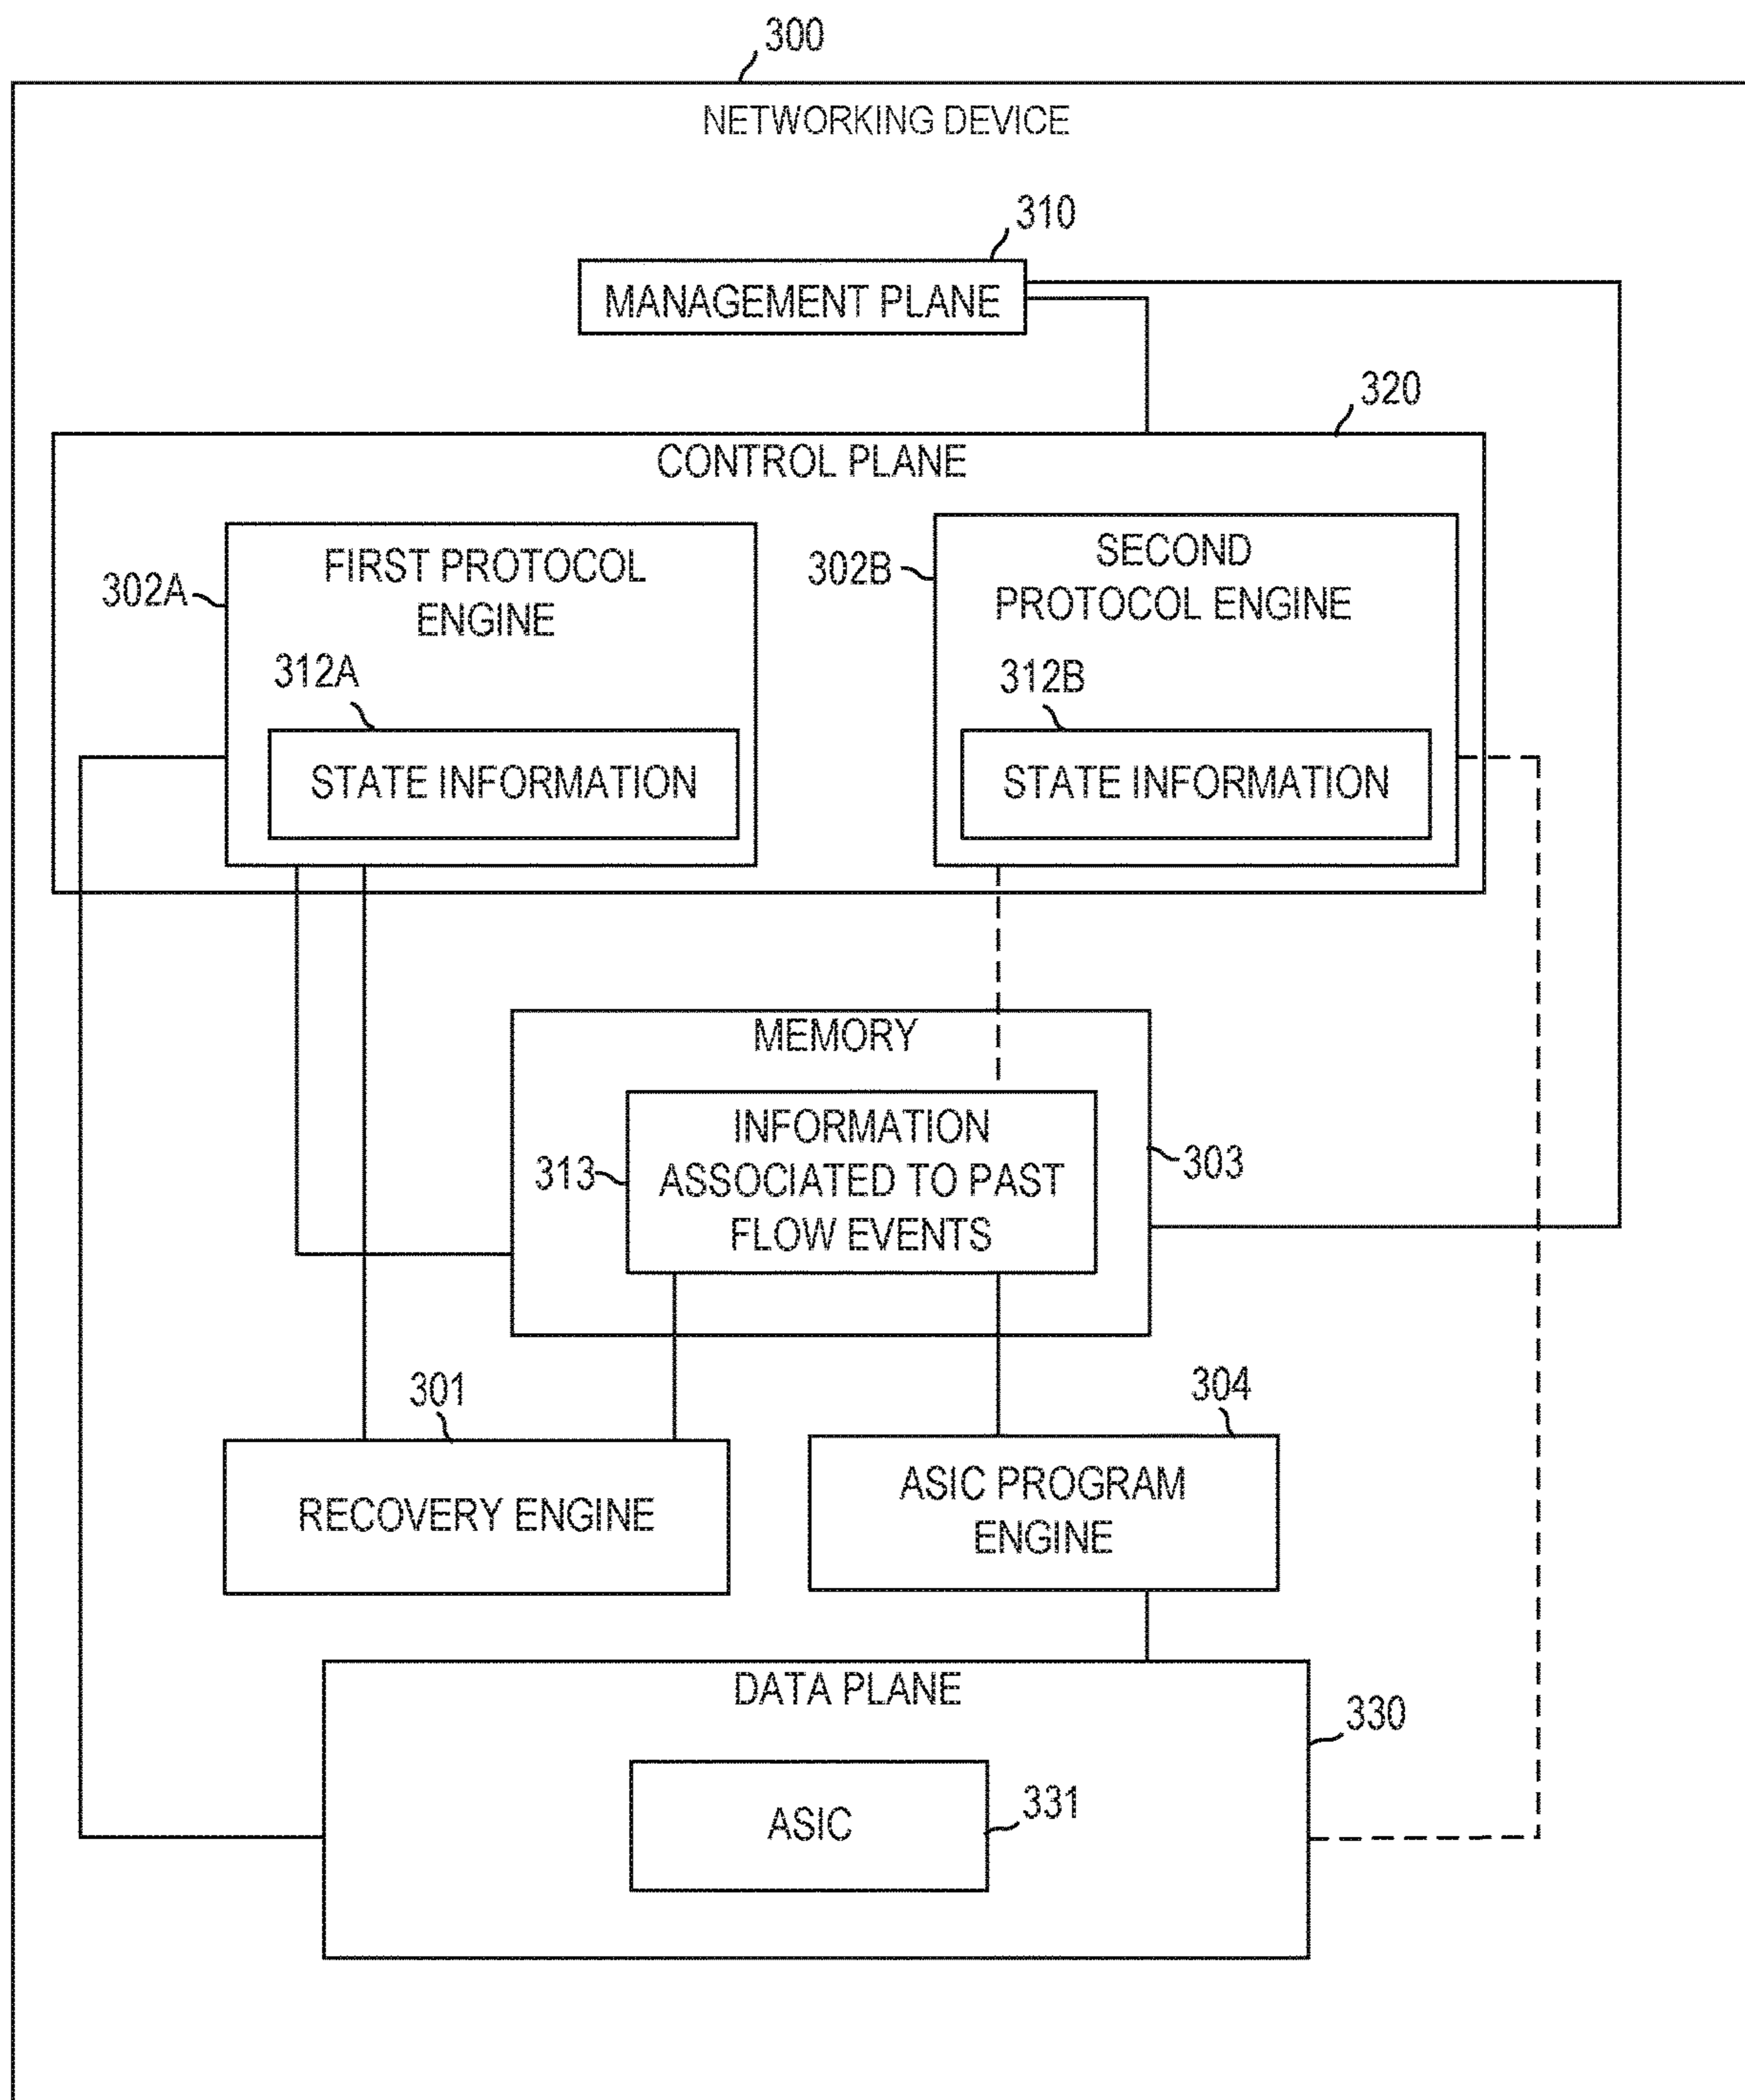 300
NETWORKING DEVICE
310
MANAGEMENT PLANE
320
CONTROL PLANE
302A
FIRST PROTOCOL
ENGINE
312A
STATE INFORMATION
302B
SECOND
PROTOCOL ENGINE
312B
STATE INFORMATION
MEMORY
303
313
INFORMATION
ASSOCIATED TO PAST
FLOW EVENTS
301
RECOVERY ENGINE
304
ASIC PROGRAM
ENGINE
DATA PLANE
330
ASIC
331